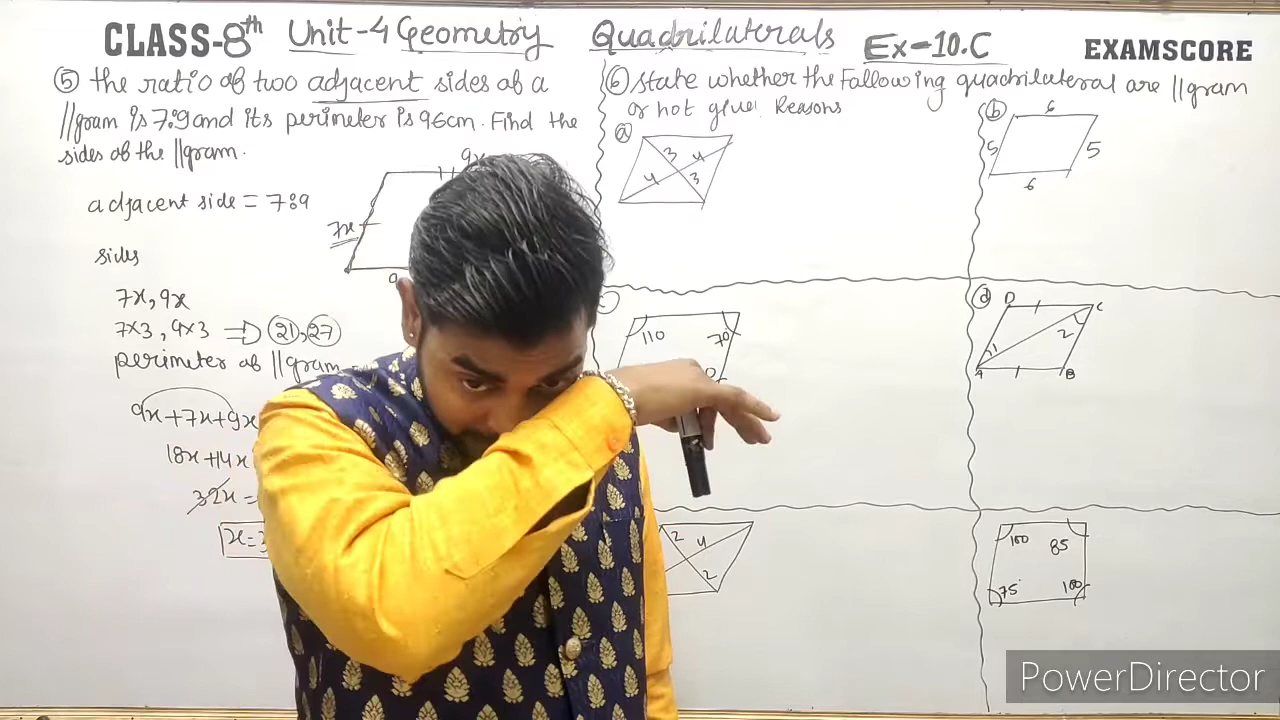 CLASS-8th Unit-4 Geometry Quadrilaterals Ex-10.C EXAMSCORE
⑤ the ratio of two adjacent sides of a
//gram is 7:9 and its perimeter is 96cm. Find the
sides of the //gram.
9x
7x
9
adjacent side = 7:9
sides
7x, 9x
7x3, 9x3 ⇒ 21, 27
perimeter of //gram
9x+7x+9x
18x+14x
32x =
x=3
⑥ State whether the Following quadrilateral are //gram
or not give Reasons
ⓐ
3 4
4 3
ⓑ
6
5 5
6
c
110 70
ⓓ D C
1 2
A B
2 4
2
100 85
75° 100
PowerDirector